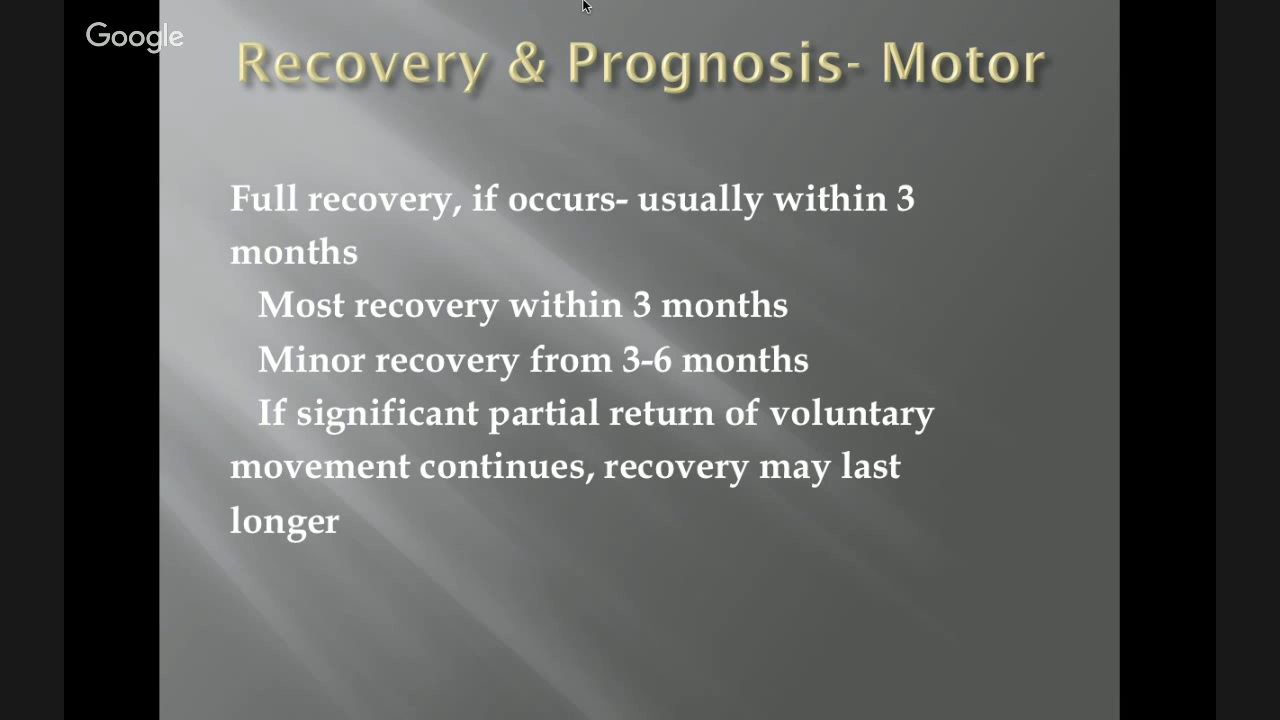 Google
Recovery & Prognosis- Motor
Full recovery, if occurs- usually within 3
months
Most recovery within 3 months
Minor recovery from 3-6 months
If significant partial return of voluntary
movement continues, recovery may last
longer